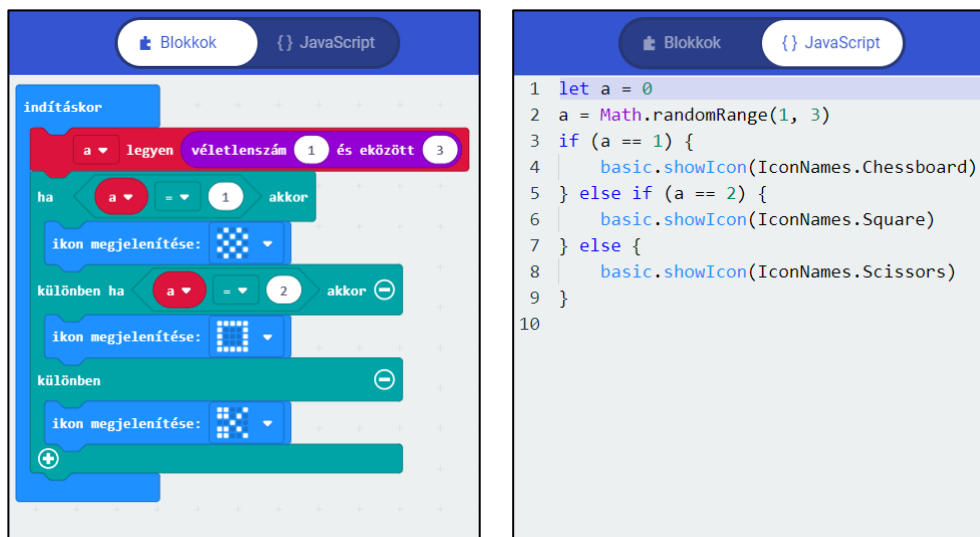 Blokkok
{} JavaScript
indításkor
a legyen véletlenszám 1 és eközött 3
ha a = 1 akkor
ikon megjelenítése:
különben ha a = 2 akkor
ikon megjelenítése:
különben
ikon megjelenítése:
Blokkok
{} JavaScript
1 let a = 0
2 a = Math.randomRange(1, 3)
3 if (a == 1) {
4 basic.showIcon(IconNames.Chessboard)
5 } else if (a == 2) {
6 basic.showIcon(IconNames.Square)
7 } else {
8 basic.showIcon(IconNames.Scissors)
9 }
10